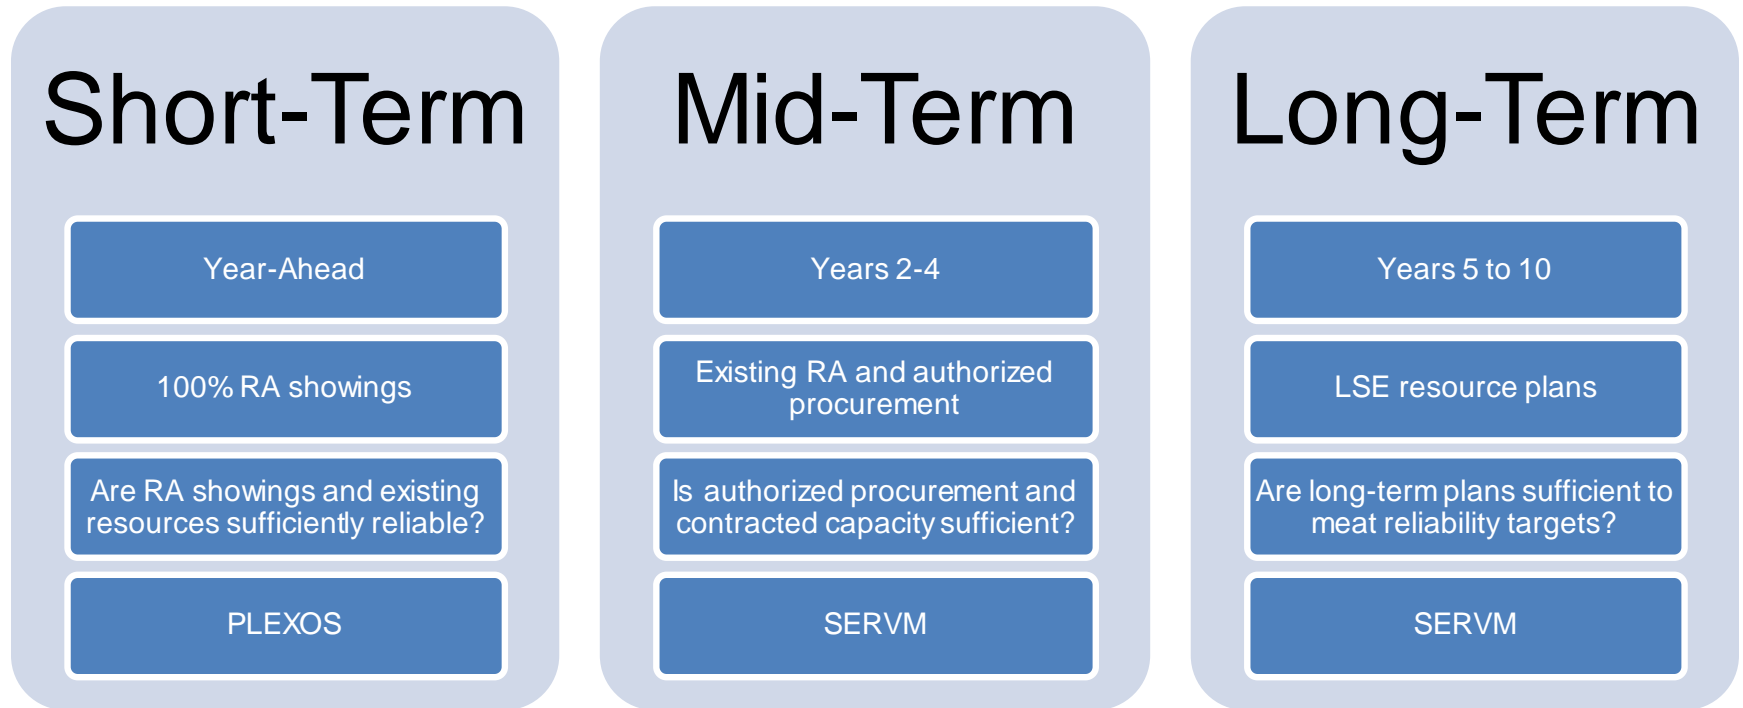 Short-Term
Year-Ahead
100% RA showings
Are RA showings and existing
resources sufficiently reliable?
PLEXOS
Mid-Term
Years 2-4
Existing RA and authorized
procurement
Is authorized procurement and
contracted capacity sufficient?
SERVM
Long-Term
Years 5 to 10
LSE resource plans
Are long-term plans sufficient to
meat reliability targets?
SERVM